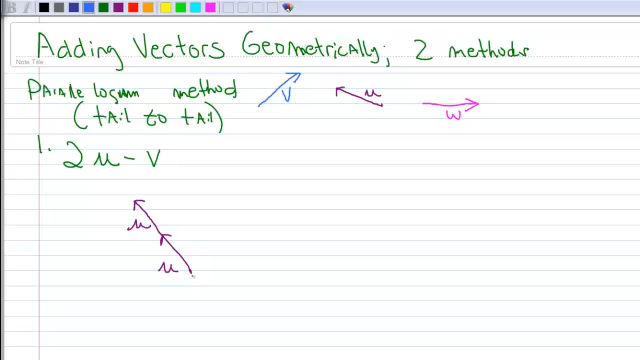 Adding Vectors Geometrically; 2 methods
Note Title
Parallelogram method
(tail to tail)
v
u
w
1. 2u - v
u
u